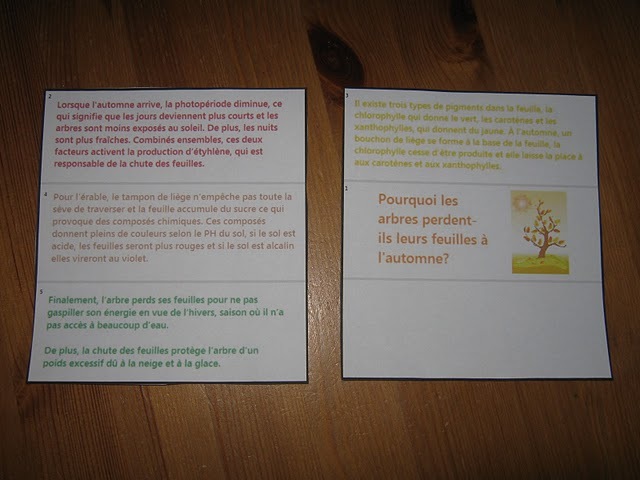 2
Lorsque l'automne arrive, la photopériode diminue, ce
qui signifie que les jours deviennent plus courts et les
arbres sont moins exposés au soleil. De plus, les nuits
sont plus fraîches. Combinés ensembles, ces deux
facteurs activent la production d'étyhlène, qui est
responsable de la chute des feuilles.
4
Pour l'érable, le tampon de liège n'empêche pas toute la
séve de traverser et la feuille accumule du sucre ce qui
provoque des composés chimiques. Ces composés
donnent pleins de couleurs selon le PH du sol, si le sol est
acide, les feuilles seront plus rouges et si le sol est alcalin
elles vireront au violet.
5
Finalement, l'arbre perds ses feuilles pour ne pas
gaspiller son énergie en vue de l'hivers, saison où il n'a
pas accès à beaucoup d'eau.
De plus, la chute des feuilles protège l'arbre d'un
poids excessif dû à la neige et à la glace.
3
Il existe trois types de pigments dans la feuille, la
chlorophylle qui donne le vert, les carotènes et les
xanthophylles, qui donnent du jaune. À l'automne, un
bouchon de liège se forme à la base de la feuille, la
chlorophylle cesse d'être produite et elle laisse la place à
aux carotènes et aux xanthophylles.
1
Pourquoi les
arbres perdent-
ils leurs feuilles à
l'automne?